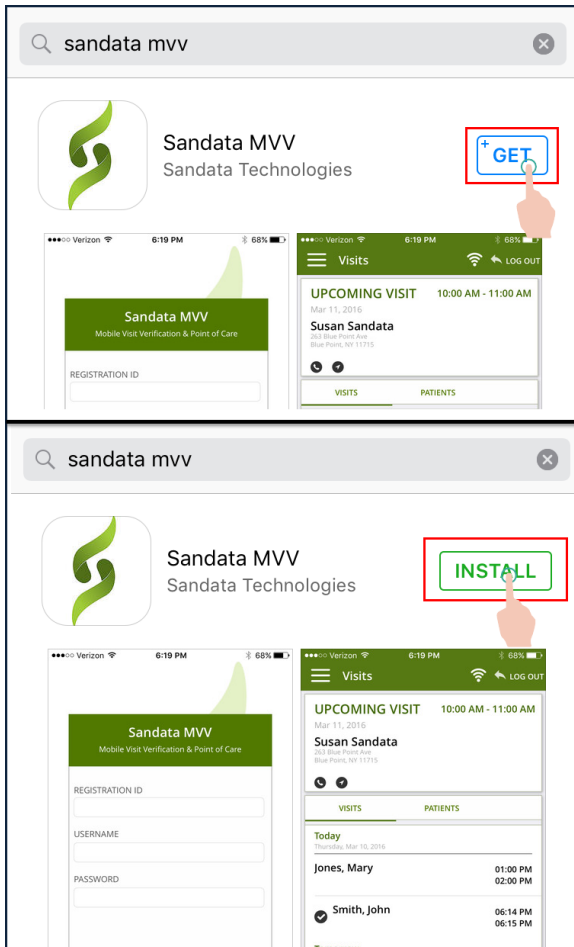 sandata mvv
Sandata MVV
Sandata Technologies
+ GET
Verizon 6:19 PM 68%
Sandata MVV
Mobile Visit Verification & Point of Care
REGISTRATION ID
Verizon 6:19 PM 68%
Visits LOG OUT
UPCOMING VISIT 10:00 AM - 11:00 AM
Mar 11, 2016
Susan Sandata
263 Blue Point Ave
Blue Point, NY 11715
VISITS PATIENTS
sandata mvv
Sandata MVV
Sandata Technologies
INSTALL
Verizon 6:19 PM 68%
Sandata MVV
Mobile Visit Verification & Point of Care
REGISTRATION ID
USERNAME
PASSWORD
Verizon 6:19 PM 68%
Visits LOG OUT
UPCOMING VISIT 10:00 AM - 11:00 AM
Mar 11, 2016
Susan Sandata
263 Blue Point Ave
Blue Point, NY 11715
VISITS PATIENTS
Today
Thursday, Mar 10, 2016
Jones, Mary 01:00 PM
02:00 PM
Smith, John 06:14 PM
06:15 PM